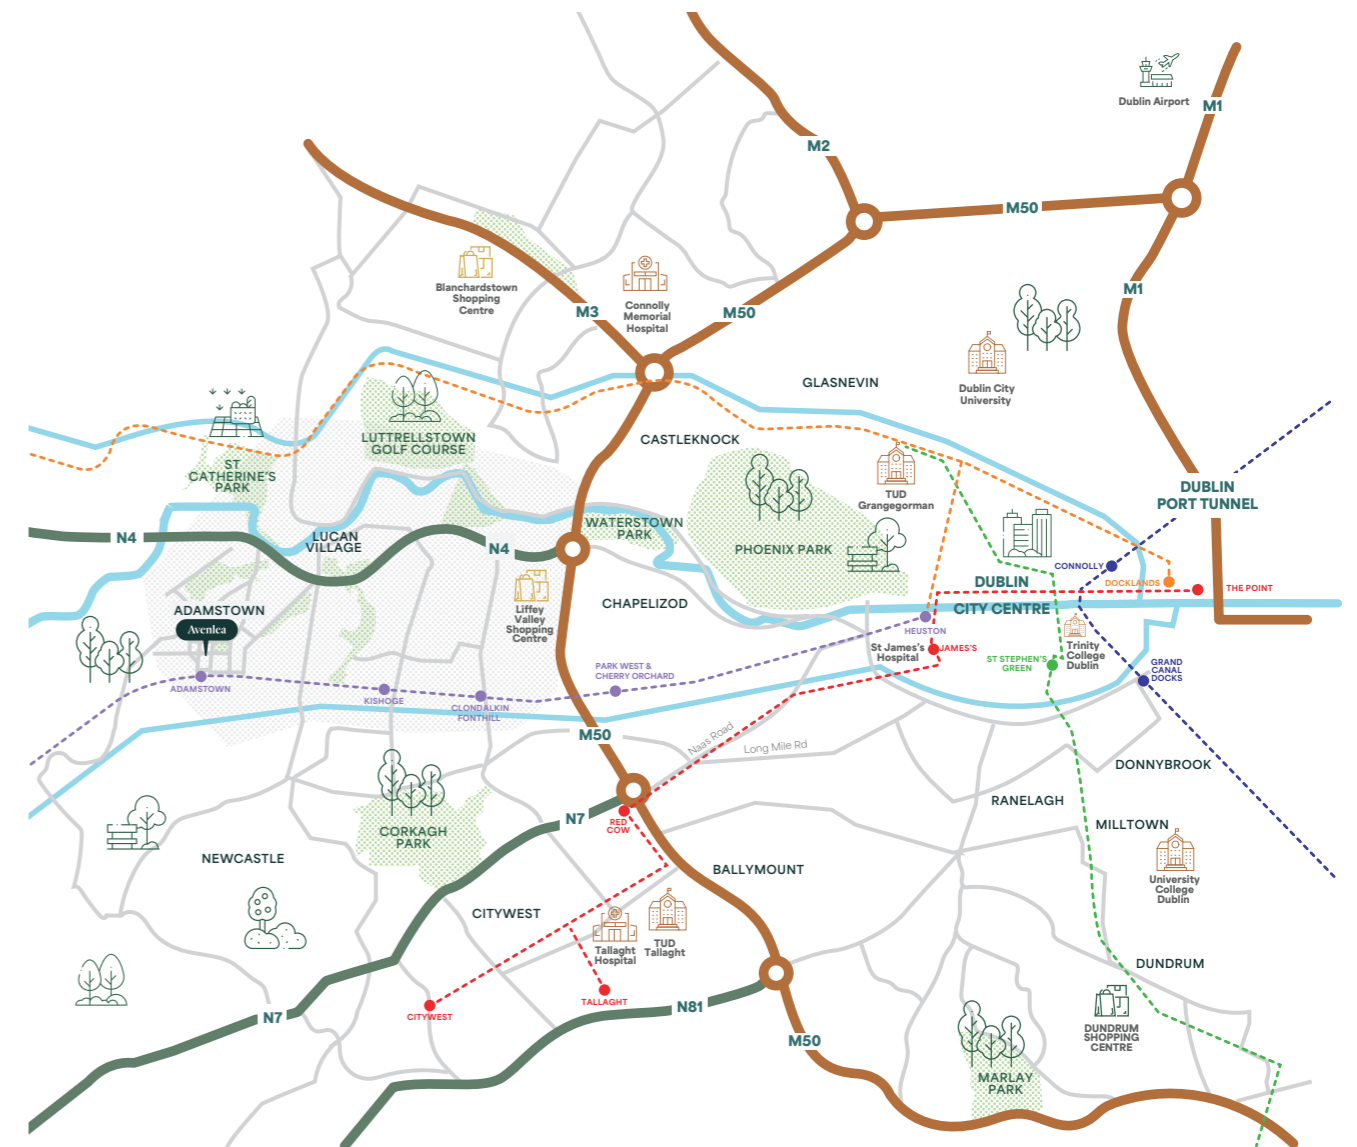 Dublin Airport
M1
M2
M50
M1
Blanchardstown
Shopping
Centre
M3
Connolly
Memorial
Hospital
M50
GLASNEVIN
Dublin City
University
CASTLEKNOCK
LUTTRELLSTOWN
GOLF COURSE
ST
CATHERINE'S
PARK
TUD
Grangegorman
DUBLIN
PORT TUNNEL
N4
LUCAN
VILLAGE
N4
WATERSTOWN
PARK
PHOENIX PARK
CONNOLLY
DOCKLANDS
THE POINT
DUBLIN
CITY CENTRE
ADAMSTOWN
Avenlea
Liffey
Valley
Shopping
Centre
CHAPELIZOD
HEUSTON
St James's
Hospital
JAMES'S
Trinity
College
Dublin
ST STEPHEN'S
GREEN
GRAND
CANAL
DOCKS
ADAMSTOWN
KISHOGE
CLONDALKIN
FONTHILL
PARK WEST &
CHERRY ORCHARD
M50
Naas Road
Long Mile Rd
DONNYBROOK
RANELAGH
MILLTOWN
University
College
Dublin
N7
RED
COW
CORKAGH
PARK
NEWCASTLE
BALLYMOUNT
CITYWEST
Tallaght
Hospital
TUD
Tallaght
DUNDRUM
DUNDRUM
SHOPPING
CENTRE
TALLAGHT
CITYWEST
N7
N81
M50
MARLAY
PARK